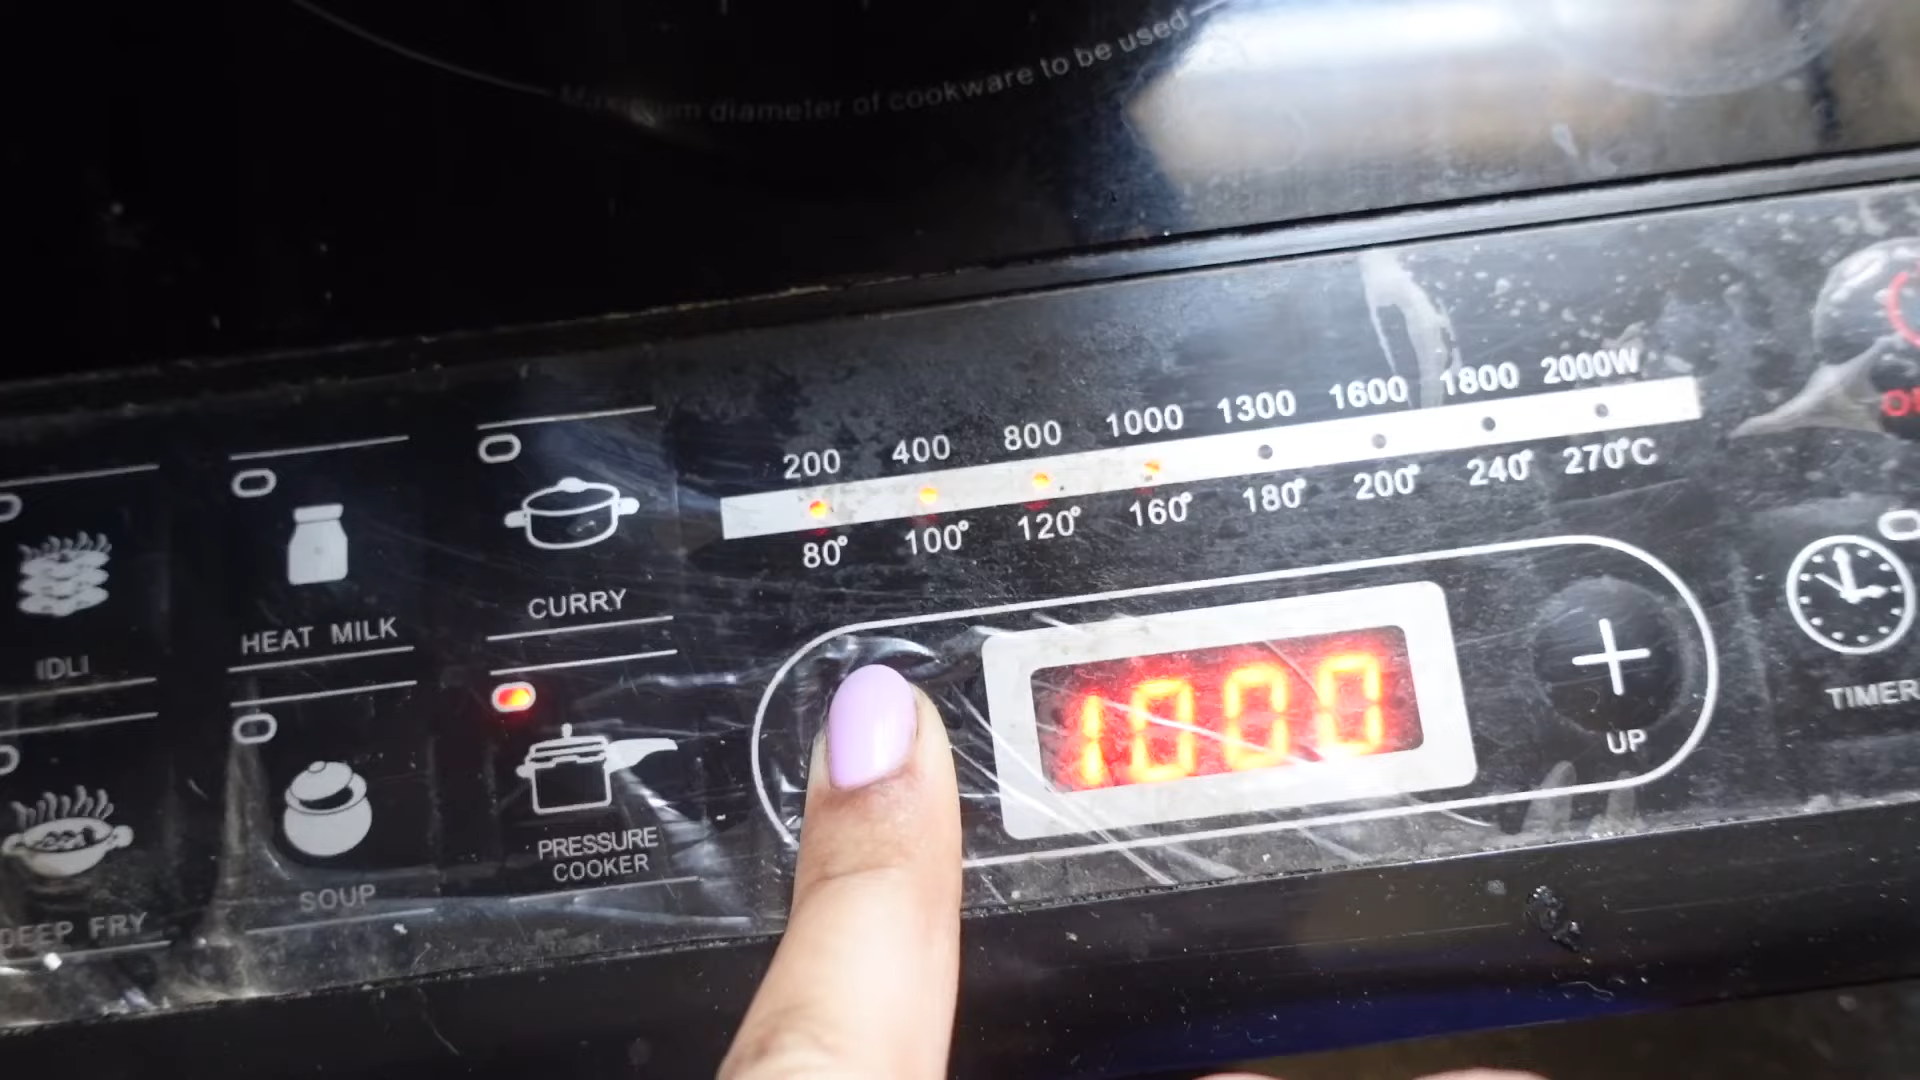 Maximum diameter of cookware to be used
200 400 800 1000 1300 1600 1800 2000W
80° 100° 120° 160° 180° 200° 240° 270°C
IDLI
HEAT MILK
CURRY
1000
UP
TIMER
DEEP FRY
SOUP
PRESSURE
COOKER